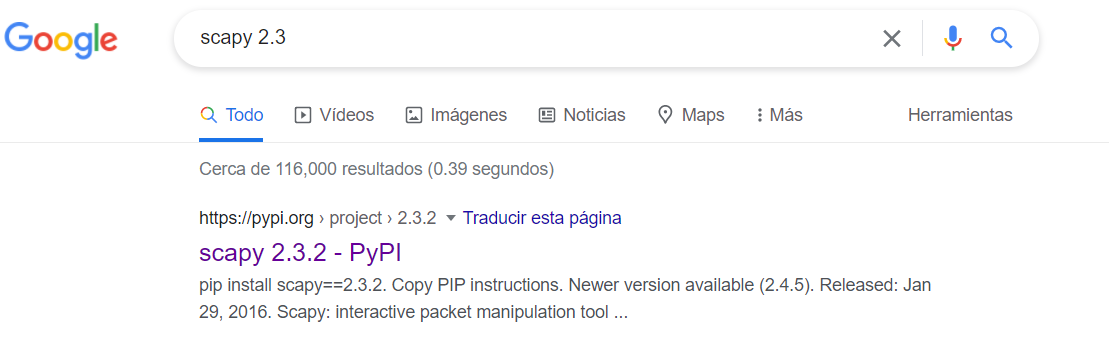 Google
scapy 2.3
Todo Vídeos Imágenes Noticias Maps Más Herramientas
Cerca de 116,000 resultados (0.39 segundos)
https://pypi.org › project › 2.3.2 Traducir esta página
scapy 2.3.2 - PyPI
pip install scapy==2.3.2. Copy PIP instructions. Newer version available (2.4.5). Released: Jan
29, 2016. Scapy: interactive packet manipulation tool ...